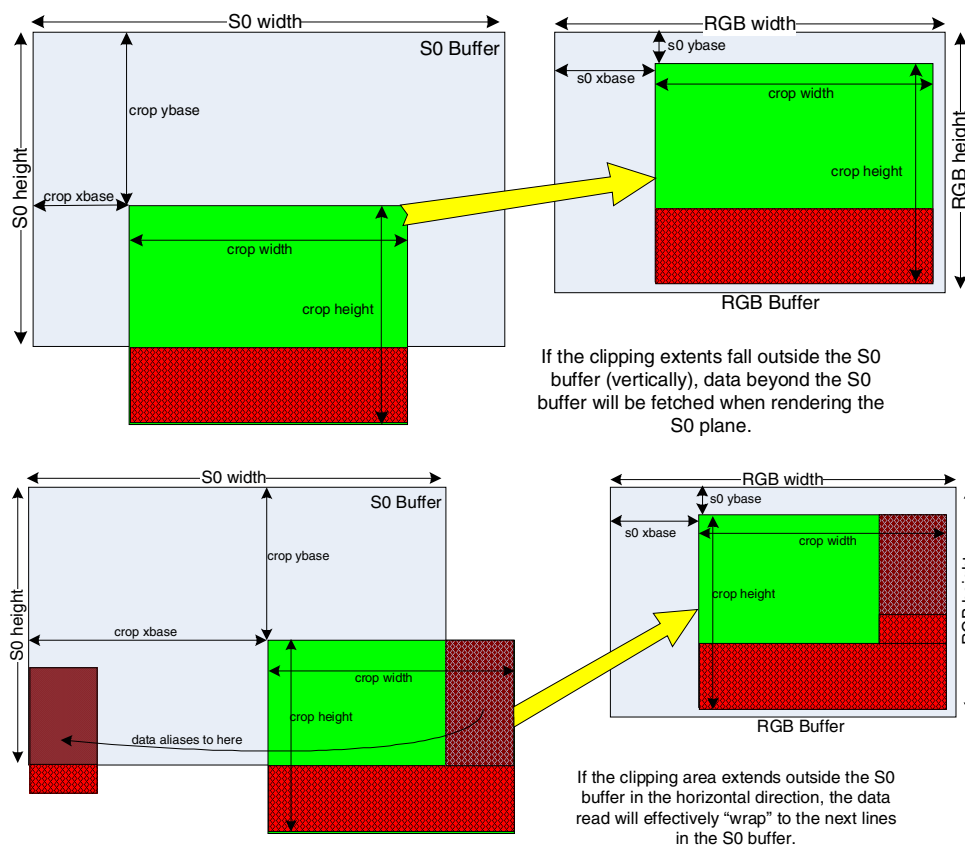 S0 width
S0 Buffer
crop ybase
S0 height
crop xbase
crop width
crop height
RGB width
s0 ybase
s0 xbase
crop width
crop height
RGB height
RGB Buffer
If the clipping extents fall outside the S0
buffer (vertically), data beyond the S0
buffer will be fetched when rendering the
S0 plane.
S0 width
S0 Buffer
crop ybase
S0 height
crop xbase
crop width
crop height
data aliases to here
RGB width
s0 ybase
s0 xbase
crop width
crop height
RGB height
RGB Buffer
If the clipping area extends outside the S0
buffer in the horizontal direction, the data
read will effectively “wrap” to the next lines
in the S0 buffer.